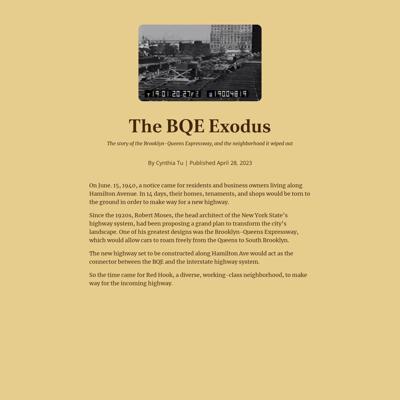 The BQE Exodus
The story of the Brooklyn-Queens Expressway, and the neighborhood it wiped out
By Cynthia Tu | Published April 28, 2023
On June. 15, 1940, a notice came for residents and business owners living along
Hamilton Avenue. In 14 days, their homes, tenaments, and shops would be torn to
the ground in order to make way for a new highway.
Since the 1920s, Robert Moses, the head architect of the New York State's
highway system, had been proposing a grand plan to transform the city's
landscape. One of his greatest designs was the Brooklyn-Queens Expressway,
which would allow cars to roam freely from the Queens to South Brooklyn.
The new highway set to be constructed along Hamilton Ave would act as the
connector between the BQE and the interstate highway system.
So the time came for Red Hook, a diverse, working-class neighborhood, to make
way for the incoming highway.